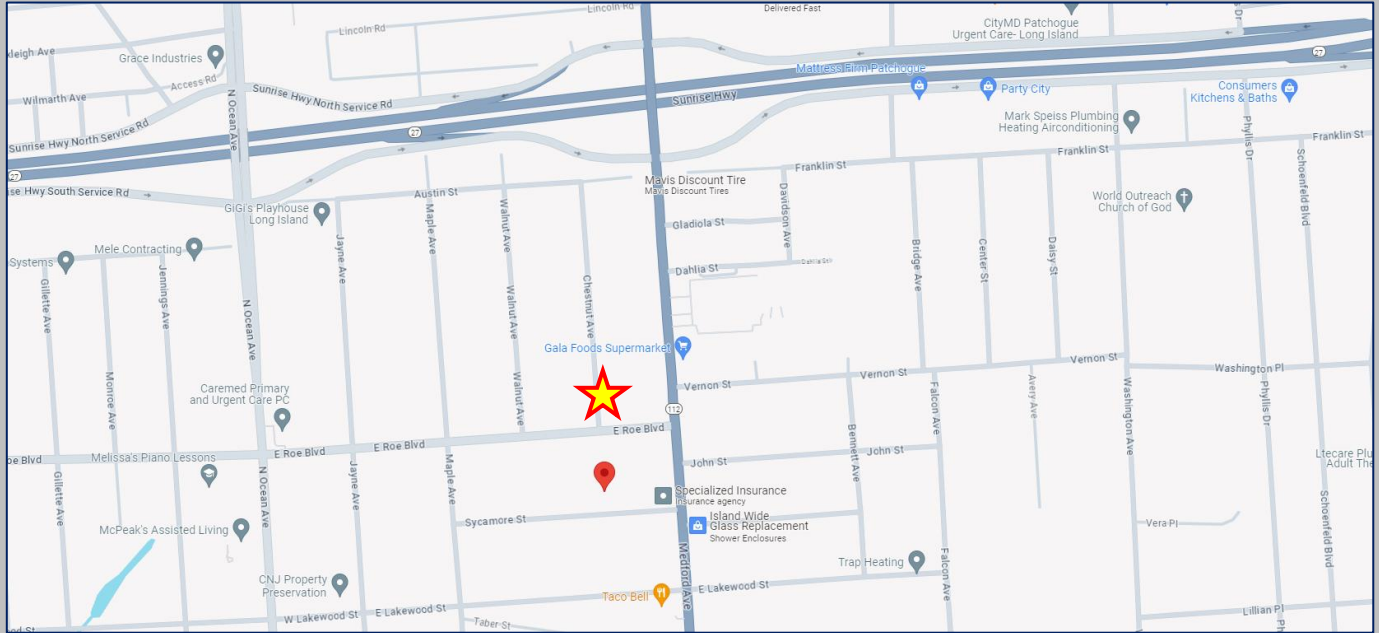 Lincoln Rd
Delivered Fast
CityMD Patchogue
Urgent Care- Long Island
Lincoln Rd
Grace Industries
Access Rd
Wilmarth Ave
Sunrise Hwy North Service Rd
N Ocean Ave
Sunrise Hwy North Service Rd
27
27
27
Sunrise Hwy
Mattress Firm Patchogue
Party City
Consumers
Kitchens & Baths
Mark Speiss Plumbing
Heating Airconditioning
Phyllis Dr
Franklin St
Franklin St
Franklin St
Schoenfeld Blvd
Hwy South Service Rd
Austin St
Mavis Discount Tire
Mavis Discount Tires
World Outreach
Church of God
GiGi's Playhouse
Long Island
Gladiola St
Davidson Ave
Mele Contracting
Systems
Jayne Ave
Maple Ave
Walnut Ave
Dahlia St
Bridge Ave
Center St
Daisy St
Gillette Ave
Jennings Ave
N Ocean Ave
Walnut Ave
Chestnut Ave
Gala Foods Supermarket
Vernon St
Vernon St
Vernon St
Washington Pl
Monroe Ave
Caremed Primary
and Urgent Care PC
Walnut Ave
112
Falcon Ave
Avery Ave
Washington Ave
Phyllis Dr
E Roe Blvd
E Roe Blvd
E Roe Blvd
Blvd
Melissa's Piano Lessons
John St
John St
Bennett Ave
Gillette Ave
N Ocean Ave
Jayne Ave
Maple Ave
Specialized Insurance
Insurance agency
Adult
Schoenfeld Blvd
Sycamore St
Island Wide
Glass Replacement
Shower Enclosures
Vera Pl
McPeak's Assisted Living
Medford Ave
Trap Heating
Falcon Ave
CNJ Property
Preservation
Taco Bell
E Lakewood St
W Lakewood St
E Lakewood St
Taber St
Lillian Pl